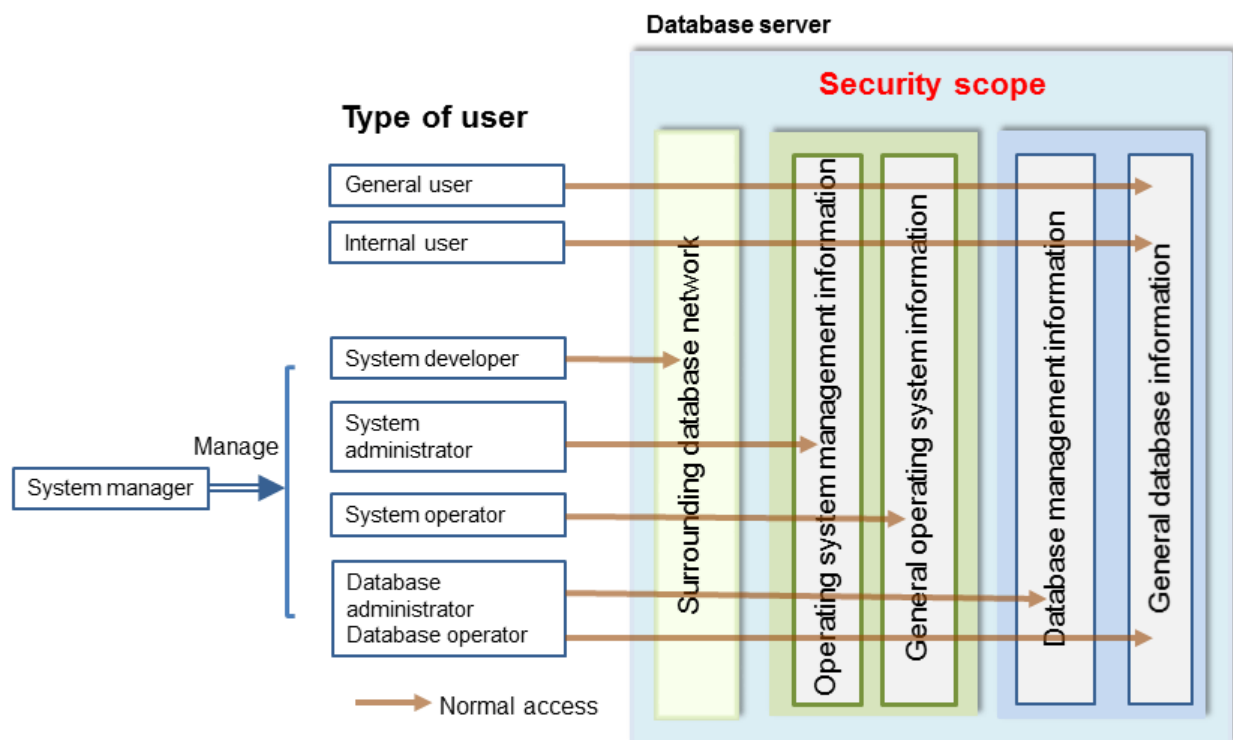 Database server
Security scope
Type of user
General user
Internal user
System developer
System
administrator
System operator
Database
administrator
Database operator
Manage
System manager
Surrounding database network
Operating system management information
General operating system information
Database management information
General database information
Normal access